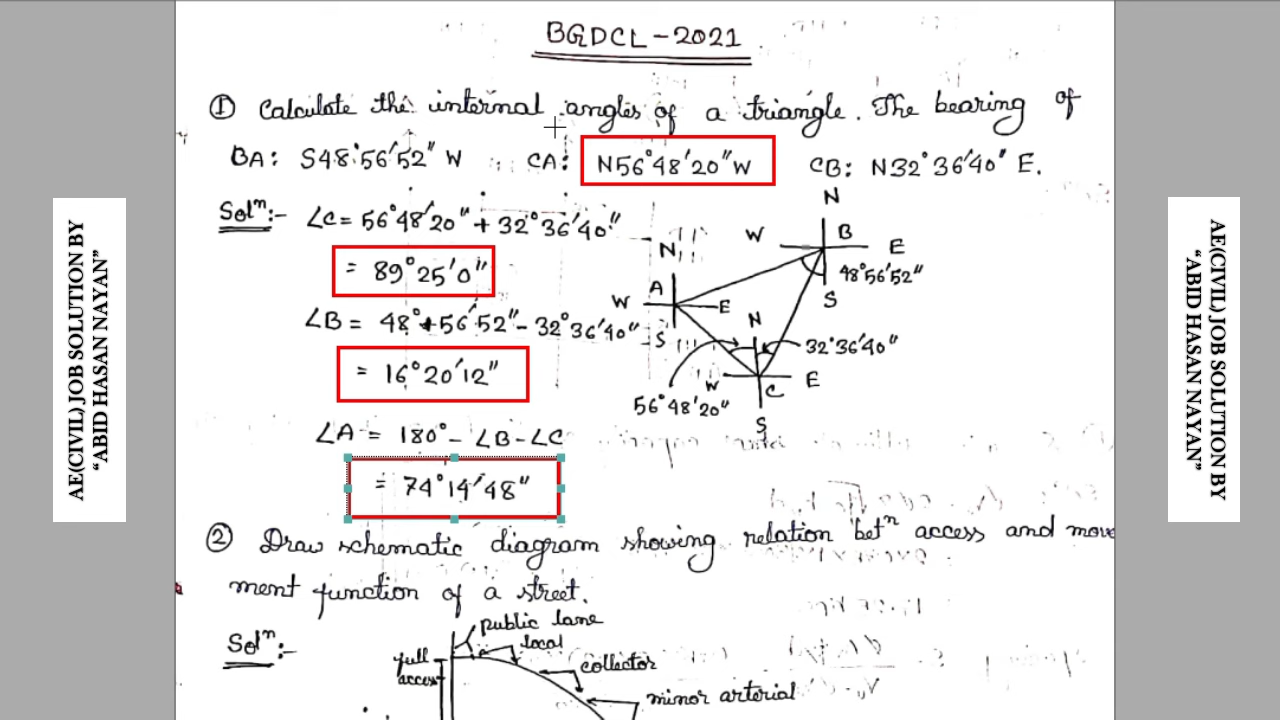 BGDCL-2021
① Calculate the internal angles of a triangle. The bearing of
BA: S48°56'52" W CA: N56°48'20"W CB: N32°36'40" E.
Solⁿ:- ∠C= 56°48'20" + 32°36'40"
= 89°25'0"
∠B= 48°+56'52"- 32°36'40"
= 16°20'12"
∠A = 180°- ∠B-∠C
= 74°14'48"
N
W B E
48°56'52"
S
N
W A E
S
N
32°36'40"
W C E
56°48'20"
S
② Draw schematic diagram showing relation betⁿ access and move
ment function of a street.
Solⁿ:-
public lane
local
full
access
collector
minor arterial
AE(CIVIL) JOB SOLUTION BY
“ABID HASAN NAYAN”
AE(CIVIL) JOB SOLUTION BY
“ABID HASAN NAYAN”